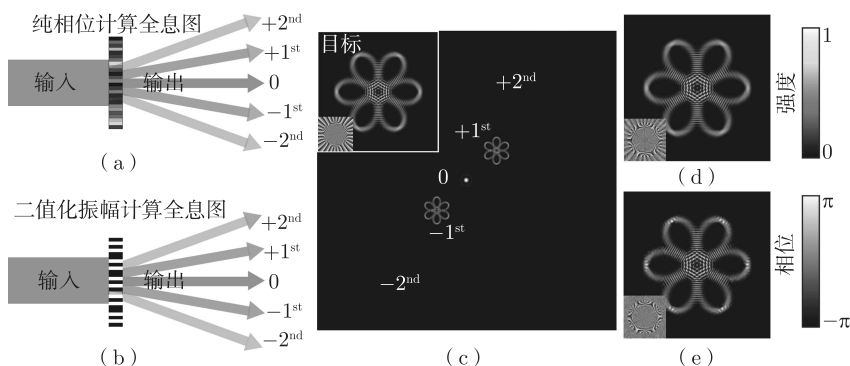 纯相位计算全息图
+2nd
+1st
输入
输出
0
−1st
−2nd
(a)
二值化振幅计算全息图
+2nd
+1st
输入
输出
0
−1st
−2nd
(b)
目标
+2nd
+1st
0
−1st
−2nd
(c)
(d)
(e)
1
强度
0
π
相位
−π